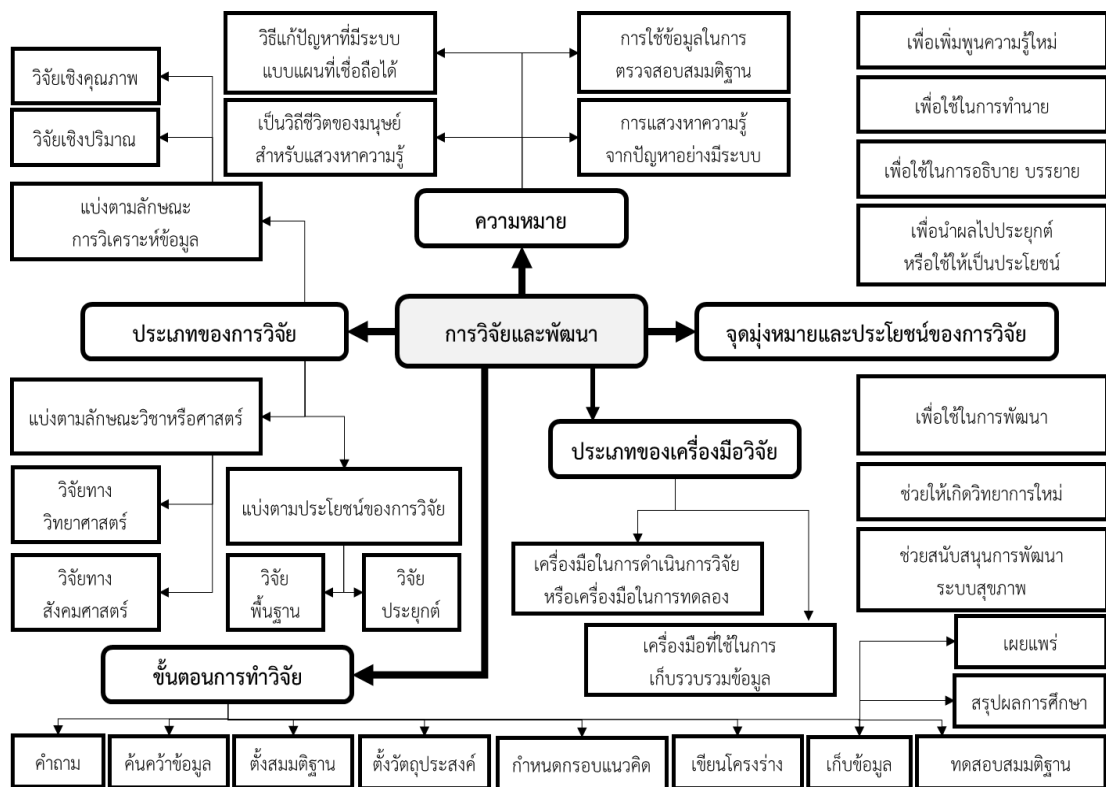 วิธีแก้ปัญหาที่มีระบบ
แบบแผนที่เชื่อถือได้
การใช้ข้อมูลในการ
ตรวจสอบสมมติฐาน
เพื่อเพิ่มพูนความรู้ใหม่
วิจัยเชิงคุณภาพ
วิจัยเชิงปริมาณ
เป็นวิถีชีวิตของมนุษย์
สำหรับแสวงหาความรู้
การแสวงหาความรู้
จากปัญหาอย่างมีระบบ
เพื่อใช้ในการทำนาย
เพื่อใช้ในการอธิบาย บรรยาย
แบ่งตามลักษณะ
การวิเคราะห์ข้อมูล
ความหมาย
เพื่อนำผลไปประยุกต์
หรือใช้ให้เป็นประโยชน์
ประเภทของการวิจัย
การวิจัยและพัฒนา
จุดมุ่งหมายและประโยชน์ของการวิจัย
แบ่งตามลักษณะวิชาหรือศาสตร์
ประเภทของเครื่องมือวิจัย
เพื่อใช้ในการพัฒนา
วิจัยทาง
วิทยาศาสตร์
แบ่งตามประโยชน์ของการวิจัย
ช่วยให้เกิดวิทยาการใหม่
วิจัยทาง
สังคมศาสตร์
วิจัย
พื้นฐาน
วิจัย
ประยุกต์
เครื่องมือในการดำเนินการวิจัย
หรือเครื่องมือในการทดลอง
ช่วยสนับสนุนการพัฒนา
ระบบสุขภาพ
ขั้นตอนการทำวิจัย
เครื่องมือที่ใช้ในการ
เก็บรวบรวมข้อมูล
เผยแพร่
สรุปผลการศึกษา
คำถาม
ค้นคว้าข้อมูล
ตั้งสมมติฐาน
ตั้งวัตถุประสงค์
กำหนดกรอบแนวคิด
เขียนโครงร่าง
เก็บข้อมูล
ทดสอบสมมติฐาน